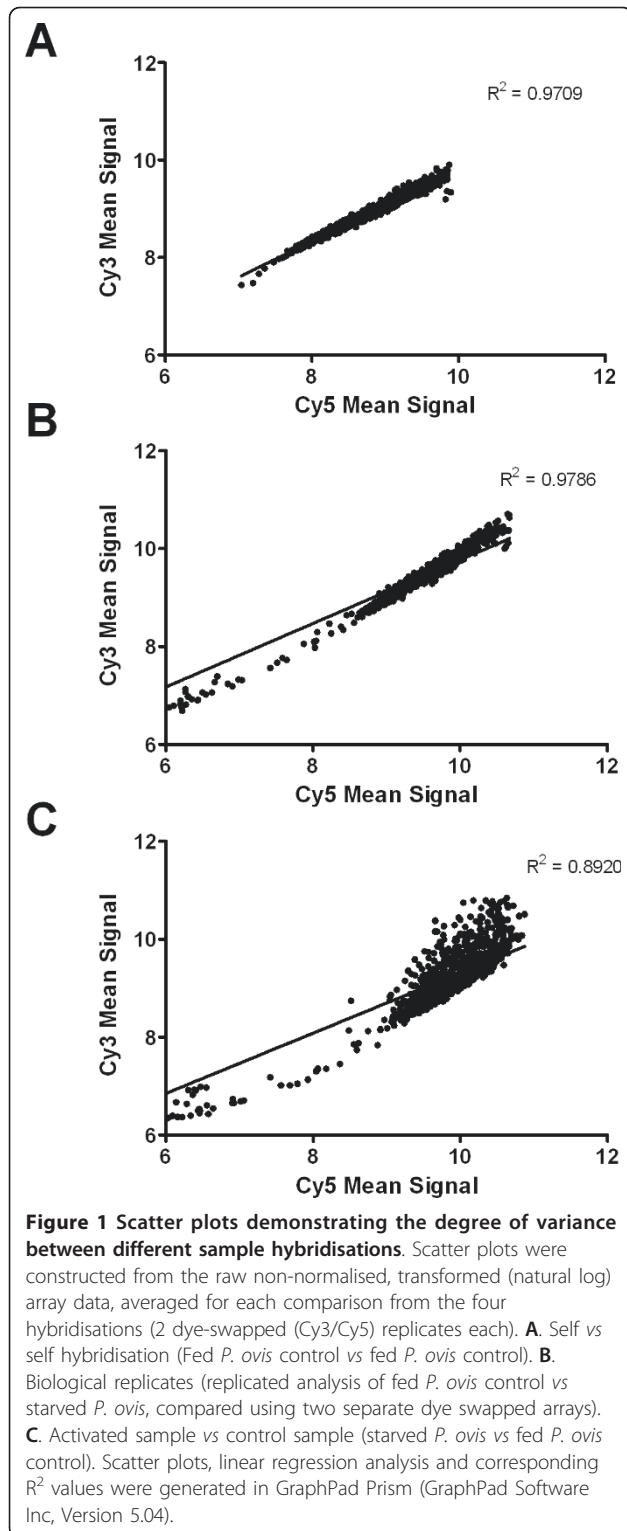 A
R² = 0.9709
12
10
8
6
Cy3 Mean Signal
6 8 10 12
Cy5 Mean Signal
B
R² = 0.9786
12
10
8
6
Cy3 Mean Signal
6 8 10 12
Cy5 Mean Signal
C
R² = 0.8920
12
10
8
6
Cy3 Mean Signal
6 8 10 12
Cy5 Mean Signal
Figure 1 Scatter plots demonstrating the degree of variance
between different sample hybridisations. Scatter plots were
constructed from the raw non-normalised, transformed (natural log)
array data, averaged for each comparison from the four
hybridisations (2 dye-swapped (Cy3/Cy5) replicates each). A. Self vs
self hybridisation (Fed P. ovis control vs fed P. ovis control). B.
Biological replicates (replicated analysis of fed P. ovis control vs
starved P. ovis, compared using two separate dye swapped arrays).
C. Activated sample vs control sample (starved P. ovis vs fed P. ovis
control). Scatter plots, linear regression analysis and corresponding
R² values were generated in GraphPad Prism (GraphPad Software
Inc, Version 5.04).